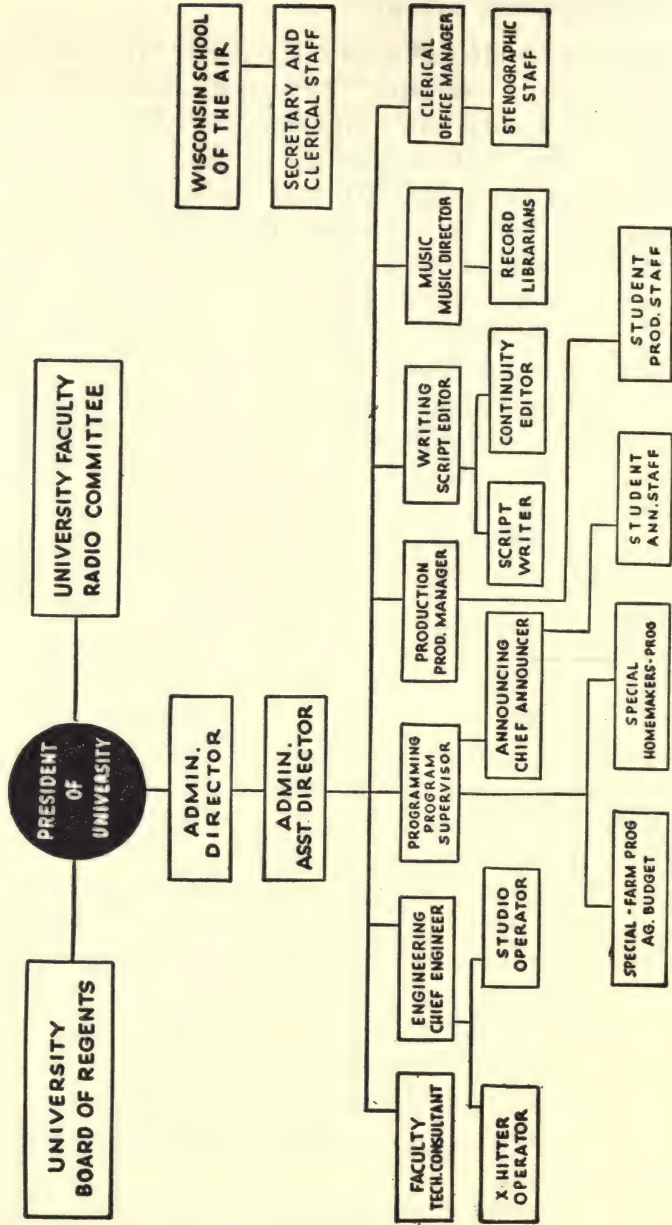 UNIVERSITY
BOARD OF REGENTS
PRESIDENT
OF
UNIVERSITY
UNIVERSITY FACULTY
RADIO COMMITTEE
ADMIN.
DIRECTOR
ADMIN.
ASST. DIRECTOR
WISCONSIN SCHOOL
OF THE AIR
SECRETARY AND
CLERICAL STAFF
FACULTY
TECH. CONSULTANT
ENGINEERING
CHIEF ENGINEER
PROGRAMMING
PROGRAM
SUPERVISOR
PRODUCTION
PROD. MANAGER
WRITING
SCRIPT EDITOR
MUSIC
MUSIC DIRECTOR
CLERICAL
OFFICE MANAGER
X-MITTER
OPERATOR
STUDIO
OPERATOR
ANNOUNCING
CHIEF ANNOUNCER
SCRIPT
WRITER
CONTINUITY
EDITOR
RECORD
LIBRARIANS
STENOGRAPHIC
STAFF
SPECIAL-FARM PROG
AG. BUDGET
SPECIAL
HOMEMAKERS-PROG
STUDENT
ANN. STAFF
STUDENT
PROD. STAFF